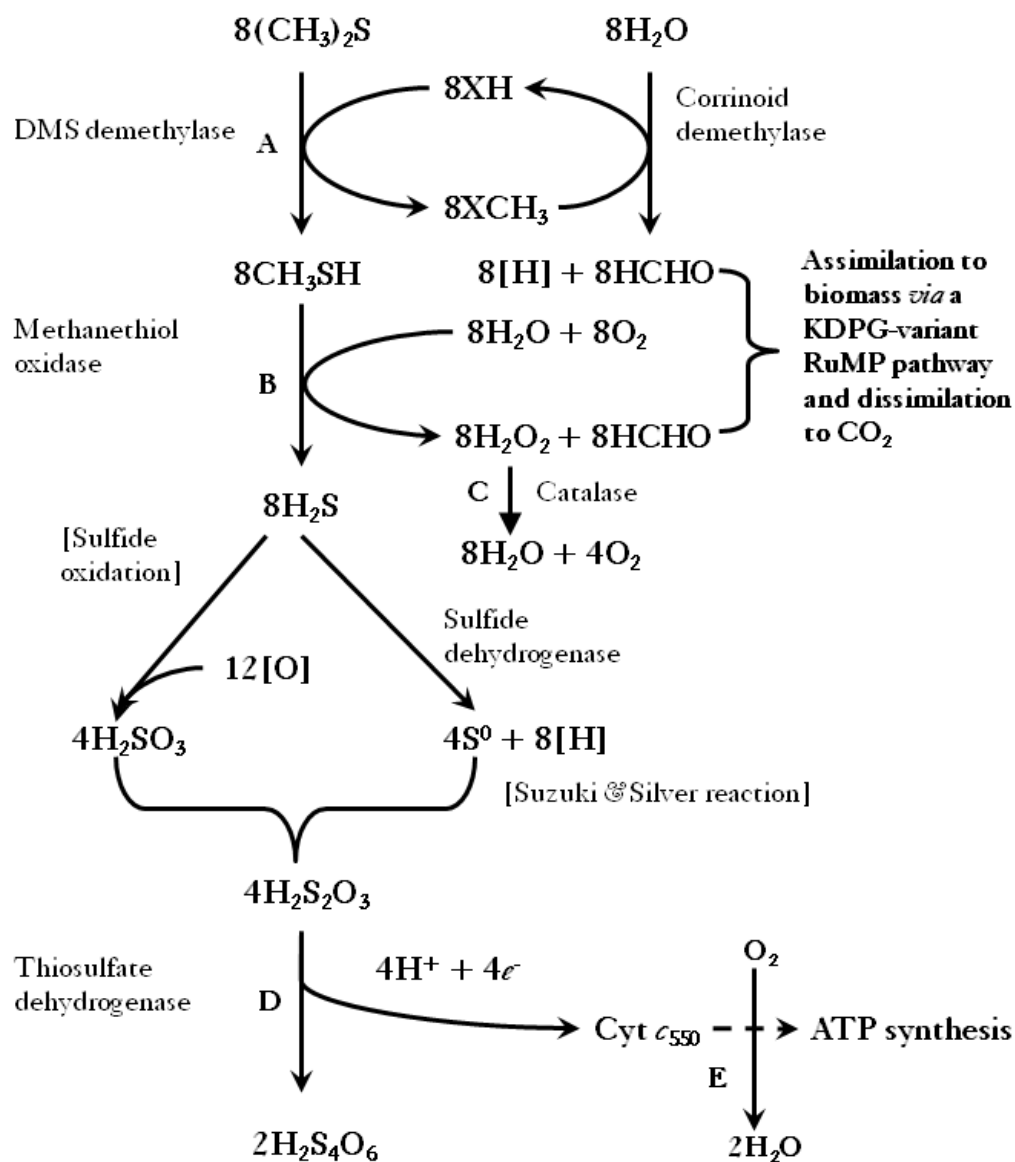 8(CH₃)₂S
8H₂O
8XH
Corrinoid
demethylase
DMS demethylase
A
8XCH₃
8CH₃SH
8[H] + 8HCHO
Assimilation to
biomass via a
KDPG-variant
RuMP pathway
and dissimilation
to CO₂
Methanethiol
oxidase
8H₂O + 8O₂
B
8H₂O₂ + 8HCHO
C
Catalase
8H₂S
8H₂O + 4O₂
[Sulfide
oxidation]
Sulfide
dehydrogenase
12[O]
4H₂SO₃
4S⁰ + 8[H]
[Suzuki & Silver reaction]
4H₂S₂O₃
Thiosulfate
dehydrogenase
D
4H⁺ + 4e⁻
O₂
Cyt c₅₅₀
ATP synthesis
E
2H₂S₄O₆
2H₂O